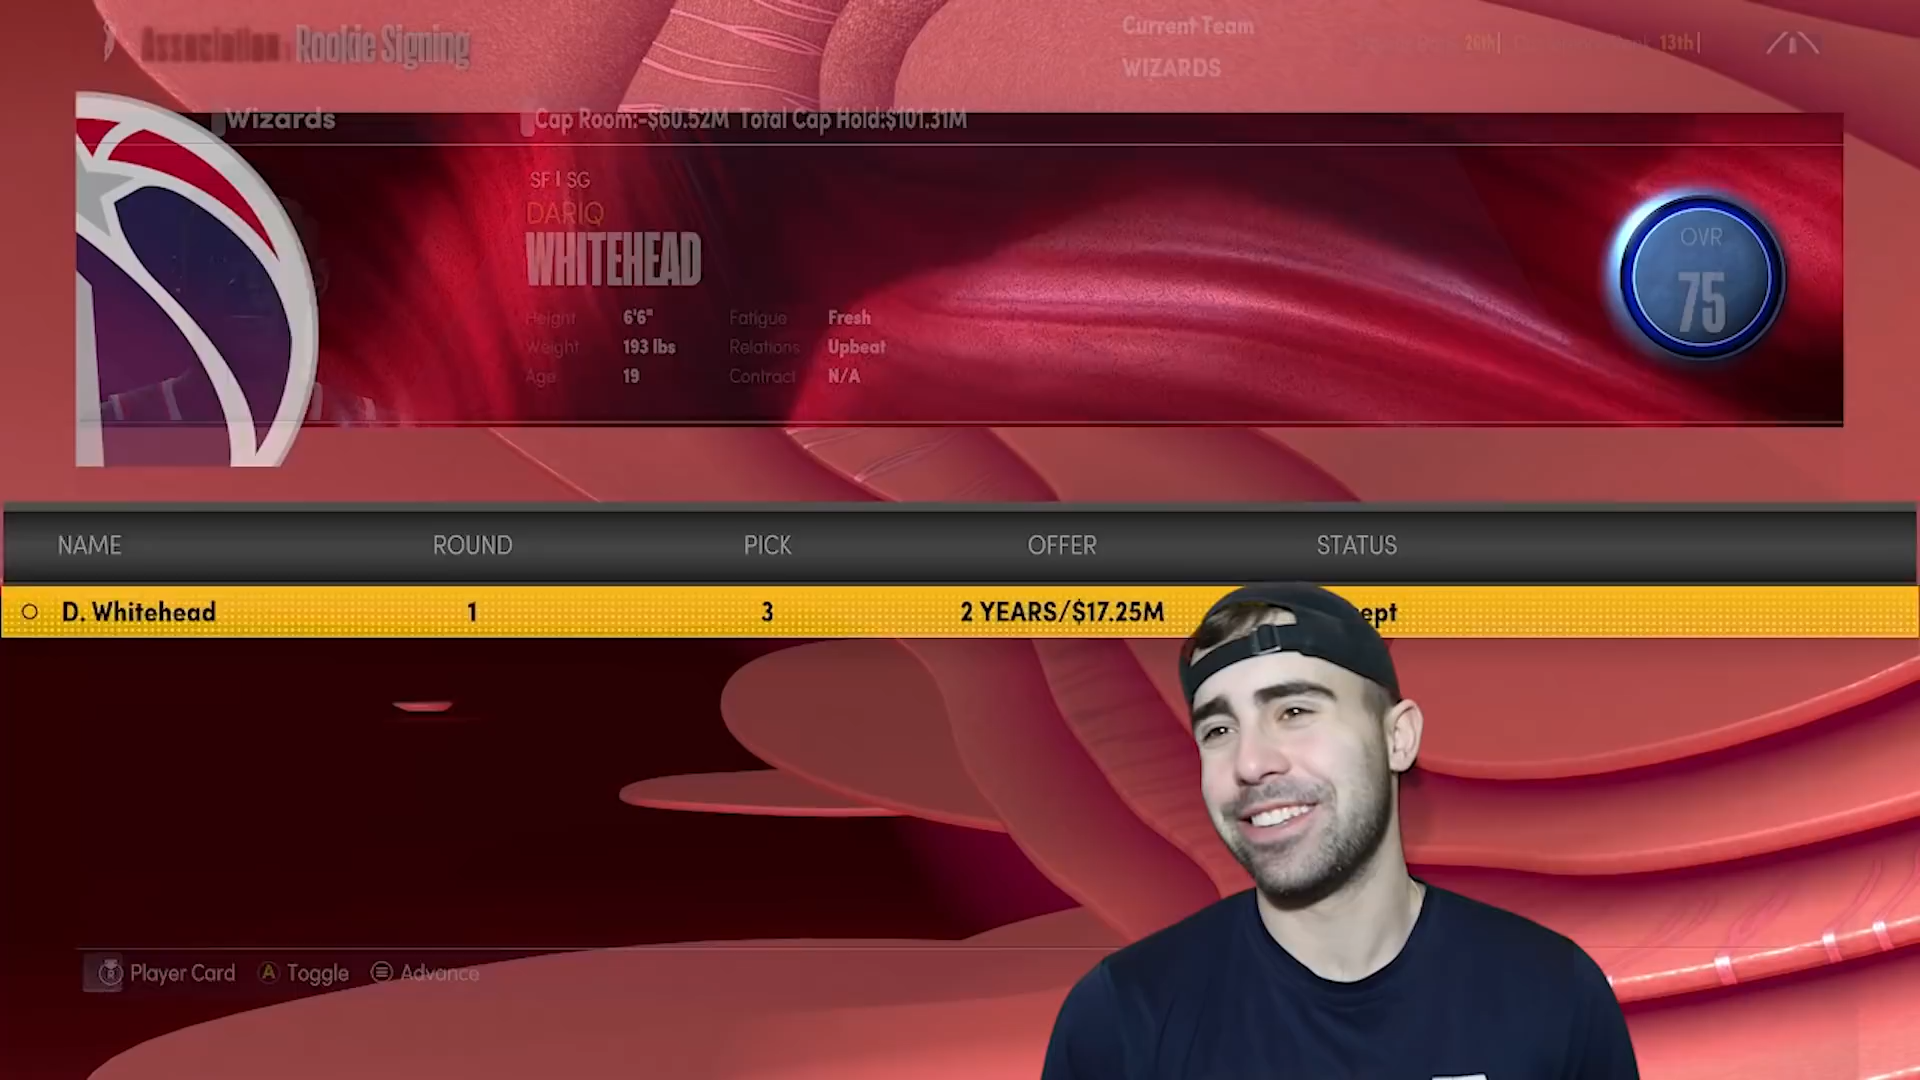 Association Rookie Signing
Current Team
WIZARDS
26th
13th
Wizards
Cap Room:-$60.52M Total Cap Hold:$101.31M
SF | SG
DARIQ
WHITEHEAD
Height 6'6" Fatigue Fresh
Weight 193 lbs Relations Upbeat
Age 19 Contract N/A
OVR
75
NAME ROUND PICK OFFER STATUS
D. Whitehead 1 3 2 YEARS/$17.25M ept
R Player Card A Toggle Advance